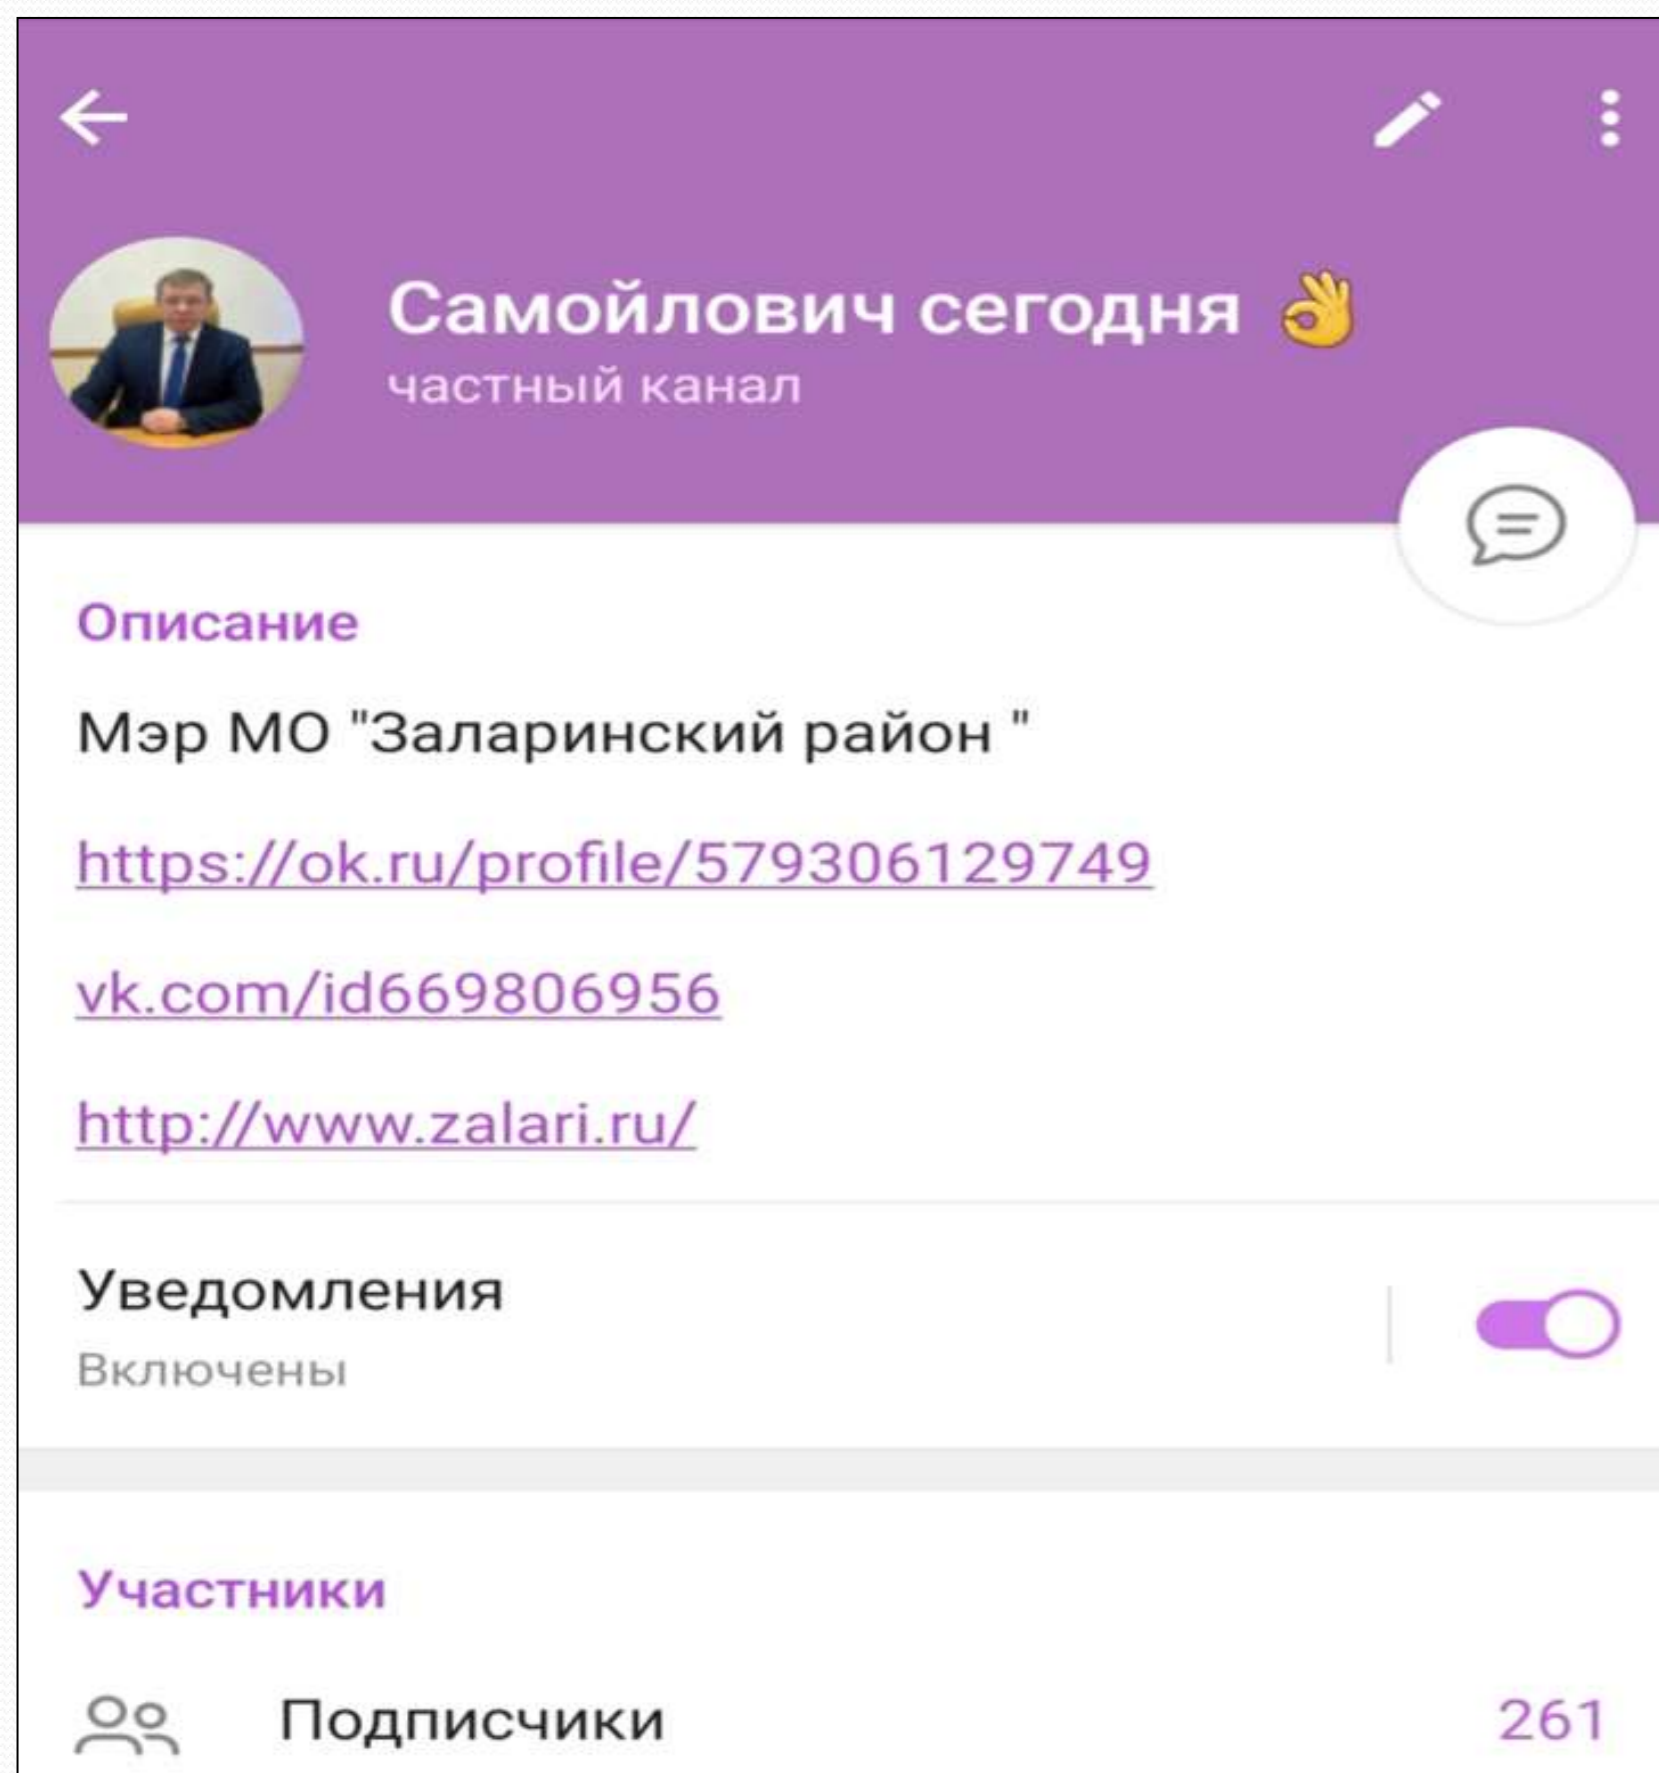 Самойлович сегодня 👌
частный канал
Описание
Мэр МО "Заларинский район "
https://ok.ru/profile/579306129749
vk.com/id669806956
http://www.zalari.ru/
Уведомления
Включены
Участники
Подписчики 261